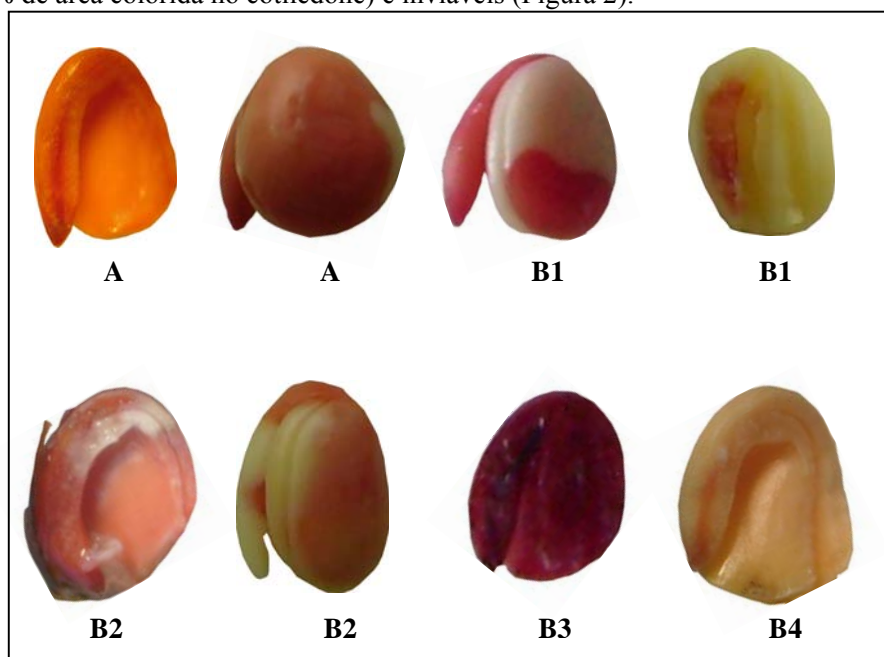 de área colorida no cotilédone) e inviáveis (Figura 2).
A A B1 B1
B2 B2 B3 B4